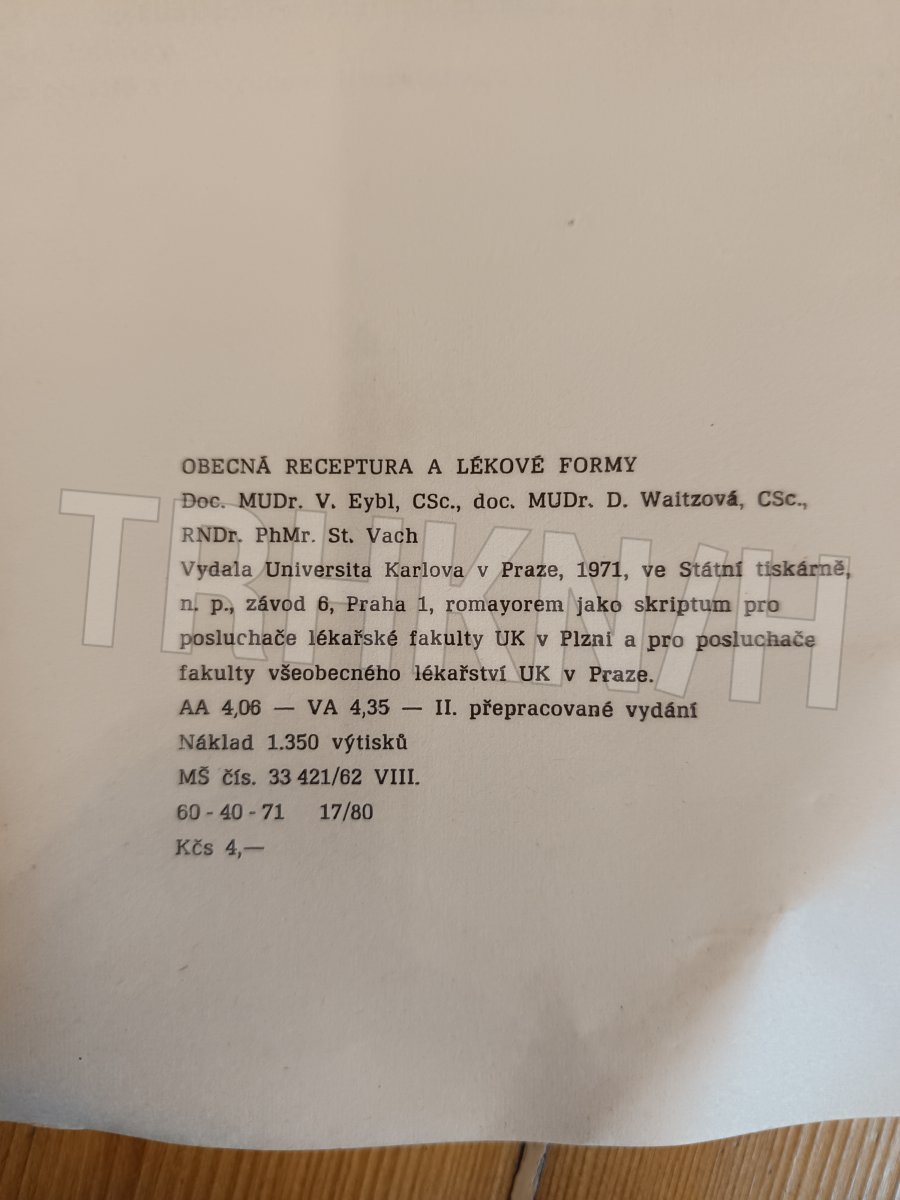 OBECNÁ RECEPTURA A LÉKOVÉ FORMY
Doc. MUDr. V. Eybl, CSc., doc. MUDr. D. Waitzová, CSc.,
RNDr. PhMr. St. Vach
Vydala Universita Karlova v Praze, 1971, ve Státní tiskárně,
n. p., závod 6, Praha 1, romayorem jako skriptum pro
posluchače lékařské fakulty UK v Plzni a pro posluchače
fakulty všeobecného lékařství UK v Praze.
AA 4,06 — VA 4,35 — II. přepracované vydání
Náklad 1.350 výtisků
MŠ čís. 33 421/62 VIII.
60 - 40 - 71 17/80
Kčs 4,—